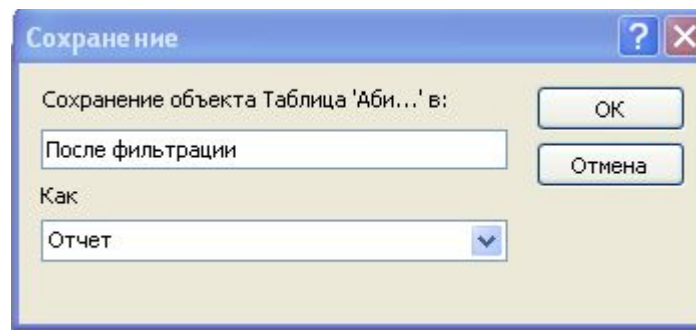 Сохранение
Сохранение объекта Таблица 'Аби...' в:
После фильтрации
Как
Отчет
ОК
Отмена